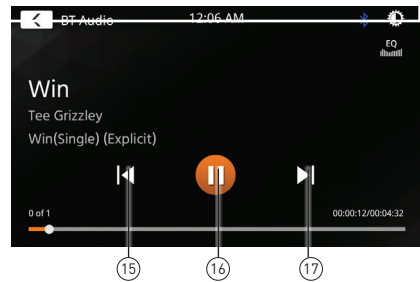 BT Audio 12:06 AM
EQ
Win
Tee Grizzley
Win(Single) (Explicit)
0 of 1 00:00:12/00:04:32
15 16 17